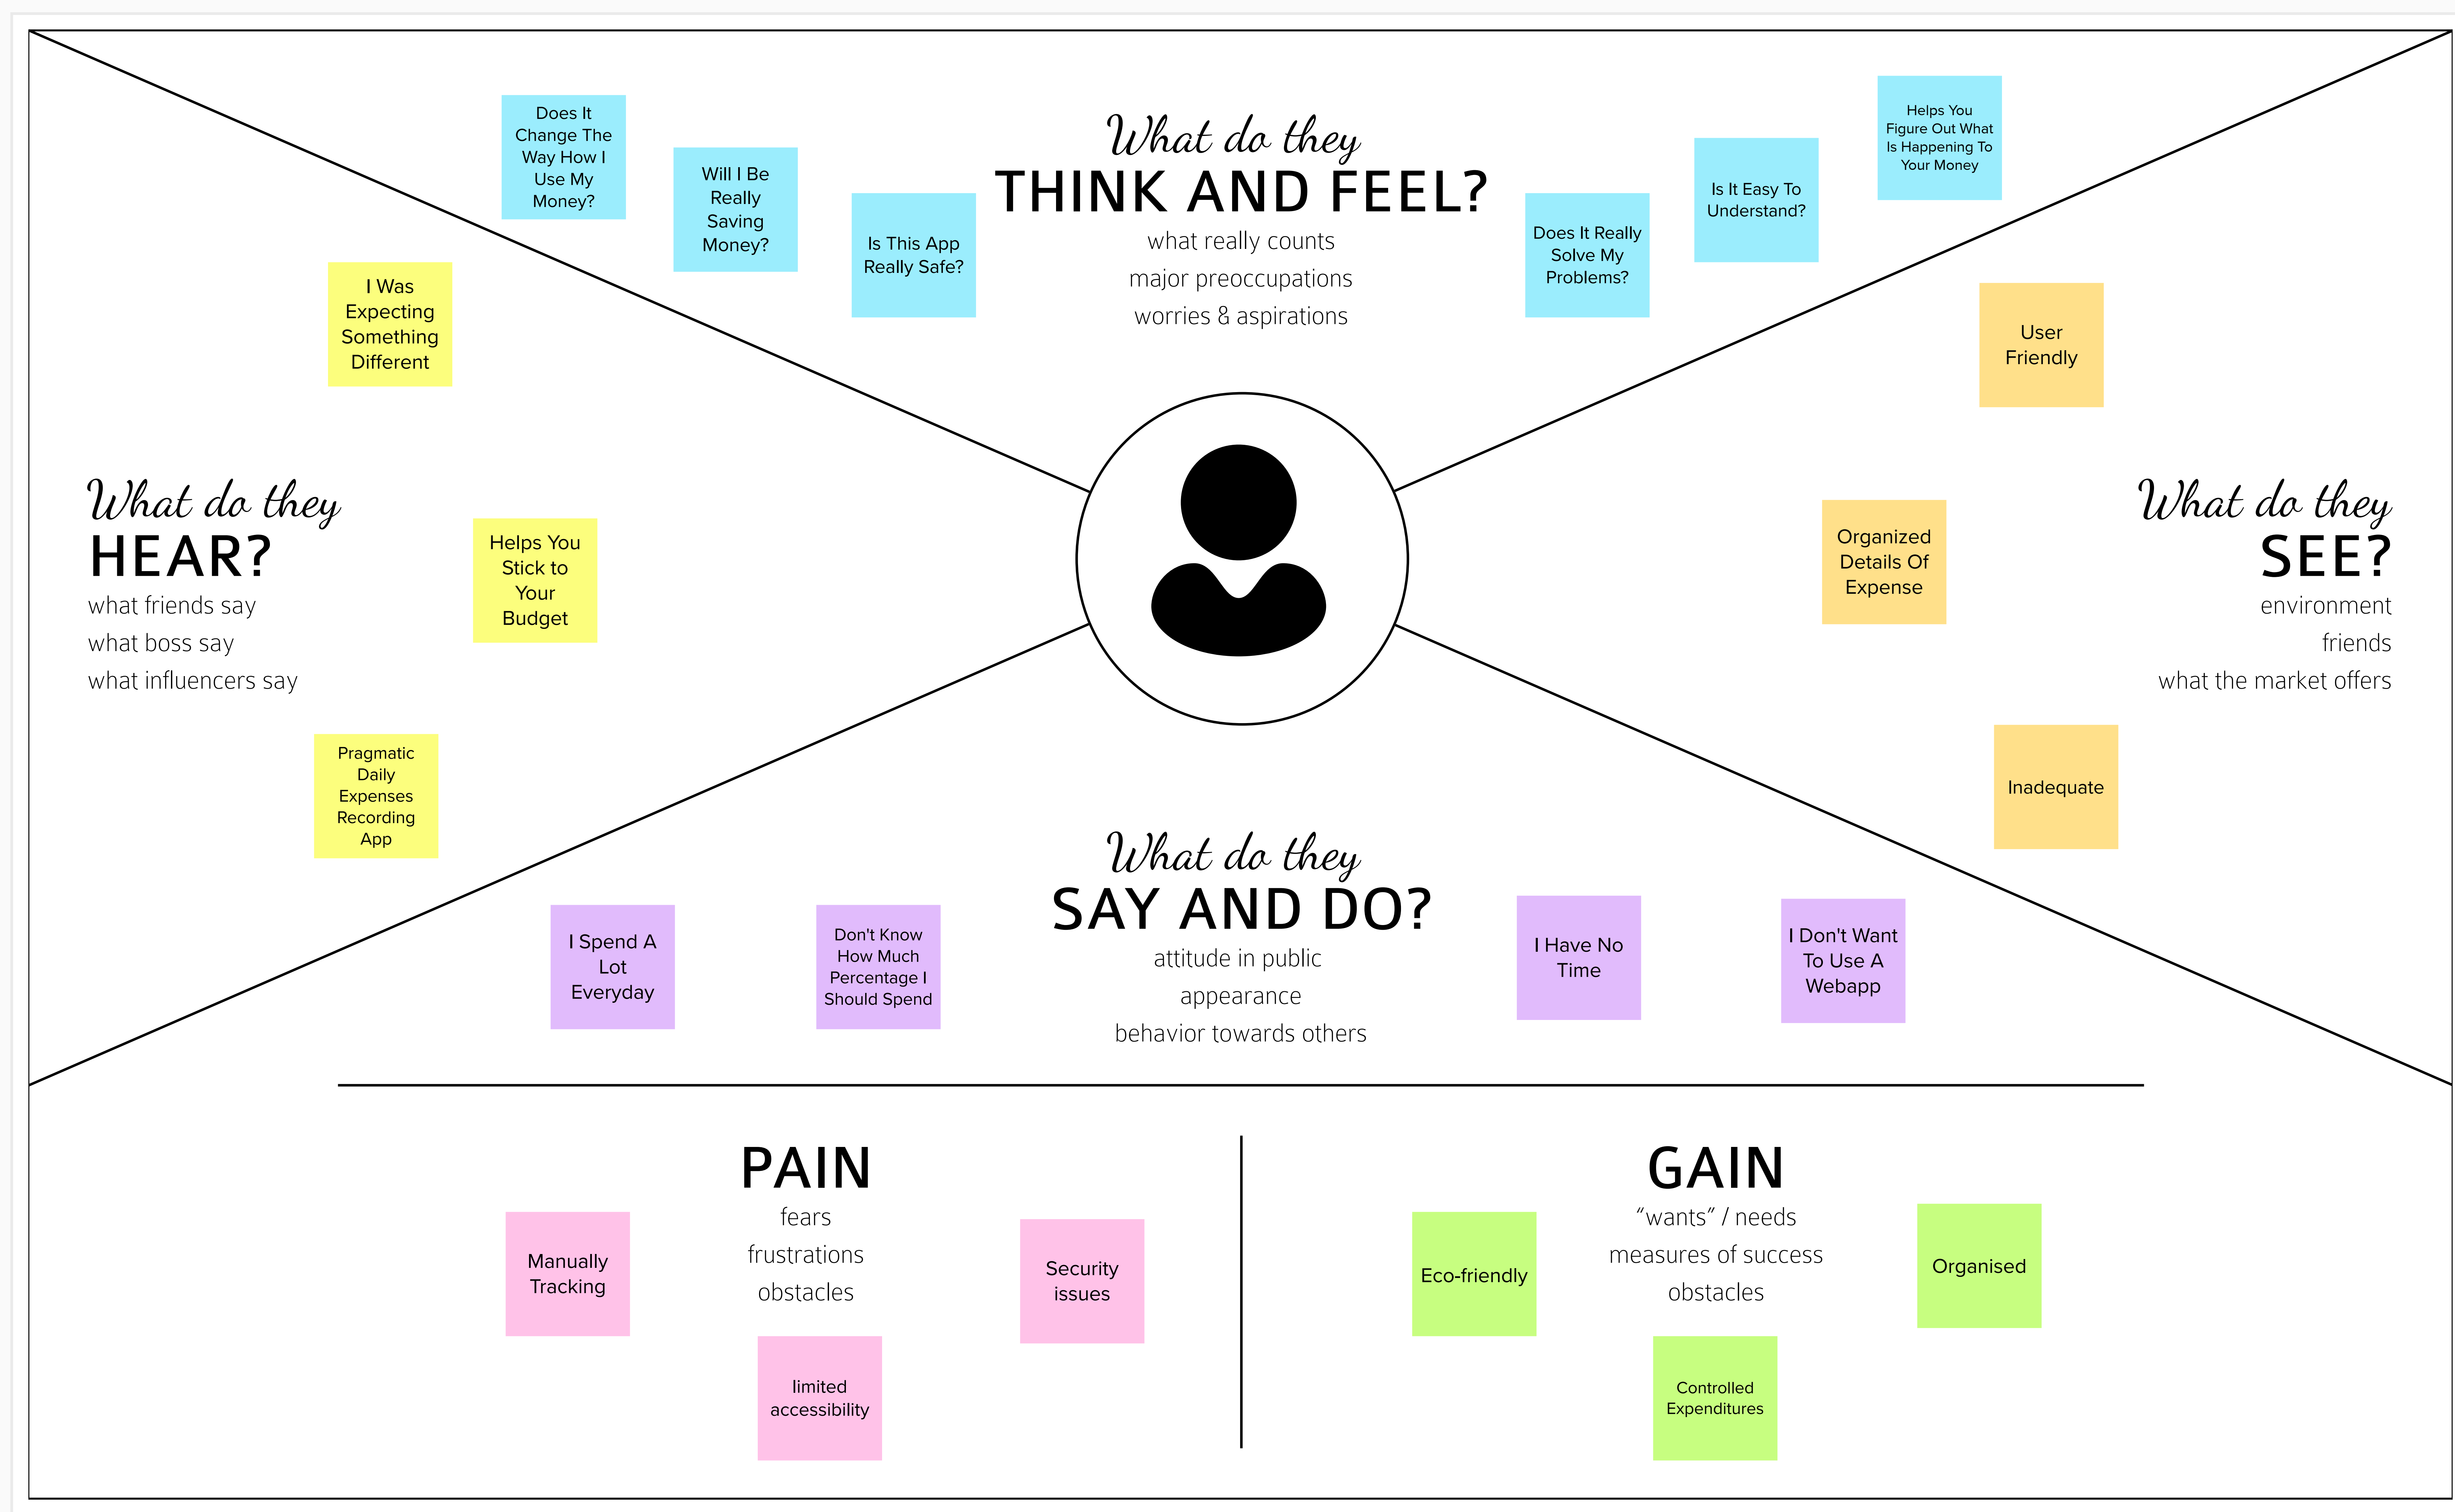 Does It
Change The
Way How I
Use My
Money?
Will I Be
Really
Saving
Money?
Is This App
Really Safe?
What do they
THINK AND FEEL?
what really counts
major preoccupations
worries & aspirations
Does It Really
Solve My
Problems?
Is It Easy To
Understand?
Helps You
Figure Out What
Is Happening To
Your Money
I Was
Expecting
Something
Different
What do they
HEAR?
what friends say
what boss say
what influencers say
Helps You
Stick to
Your
Budget
Pragmatic
Daily
Expenses
Recording
App
User
Friendly
Organized
Details Of
Expense
What do they
SEE?
environment
friends
what the market offers
Inadequate
What do they
SAY AND DO?
attitude in public
appearance
behavior towards others
I Spend A
Lot
Everyday
Don't Know
How Much
Percentage I
Should Spend
I Have No
Time
I Don't Want
To Use A
Webapp
PAIN
fears
frustrations
obstacles
Manually
Tracking
limited
accessibility
Security
issues
GAIN
“wants” / needs
measures of success
obstacles
Eco-friendly
Controlled
Expenditures
Organised